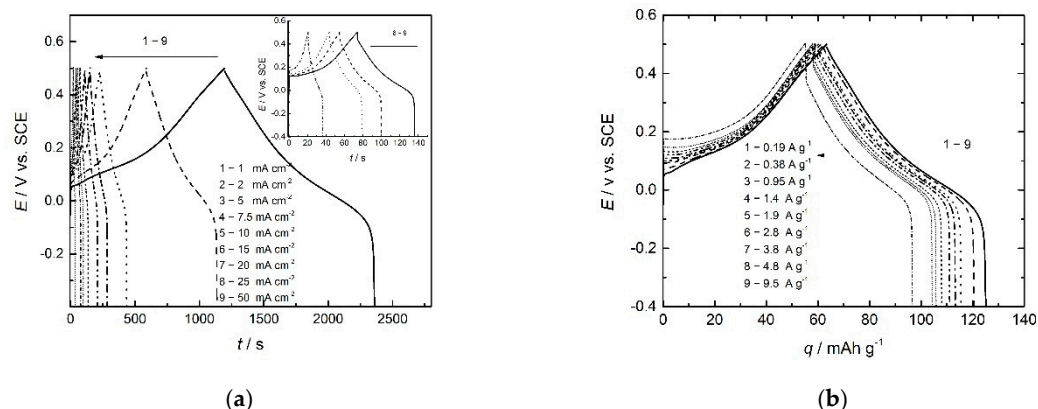 0.6
0.4
0.2
0.0
-0.2
E / V vs. SCE
0
500
1000
1500
2000
2500
t / s
1 – 9
1 – 1 mA cm-2
2 – 2 mA cm-2
3 – 5 mA cm-2
4 – 7.5 mA cm-2
5 – 10 mA cm-2
6 – 15 mA cm-2
7 – 20 mA cm-2
8 – 25 mA cm-2
9 – 50 mA cm-2
0.6
0.4
0.2
0.0
-0.2
-0.4
E / V vs. SCE
0
20
40
60
80
100
120
140
t / s
8 – 9
(a)
0.6
0.4
0.2
0.0
-0.2
-0.4
E / V vs. SCE
0
20
40
60
80
100
120
140
q / mAh g-1
1 – 9
1 – 0.19 A g-1
2 – 0.38 A g-1
3 – 0.95 A g-1
4 – 1.4 A g-1
5 – 1.9 A g-1
6 – 2.8 A g-1
7 – 3.8 A g-1
8 – 4.8 A g-1
9 – 9.5 A g-1
(b)